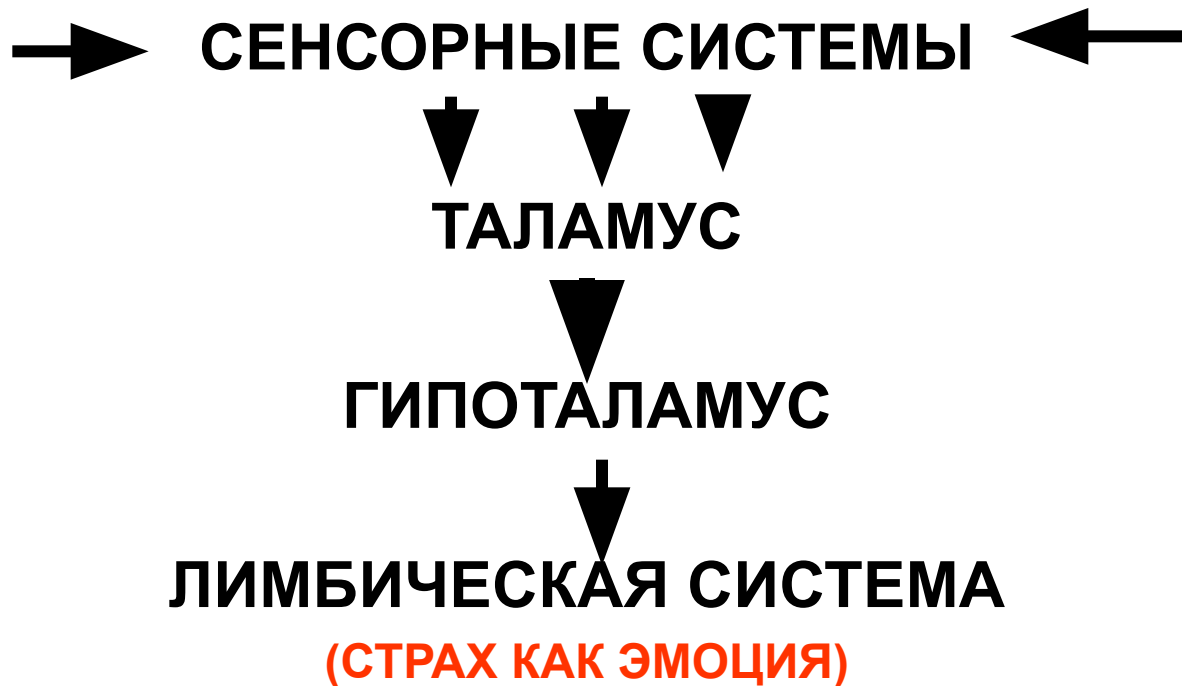 СЕНСОРНЫЕ СИСТЕМЫ
ТАЛАМУС
ГИПОТАЛАМУС
ЛИМБИЧЕСКАЯ СИСТЕМА
(СТРАХ КАК ЭМОЦИЯ)